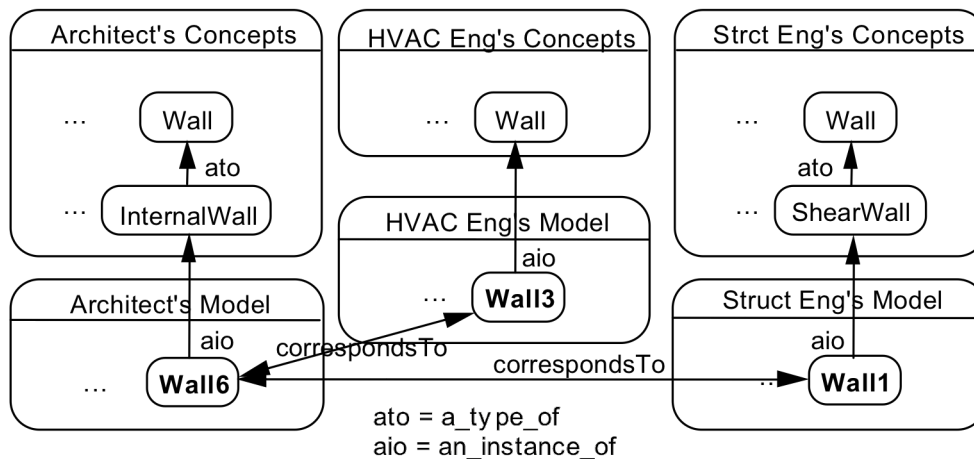 Architect's Concepts
HVAC Eng's Concepts
Strct Eng's Concepts
... Wall
... Wall
... Wall
ato
ato
... InternalWall
HVAC Eng's Model
... ShearWall
aio
Architect's Model
... Wall3
Struct Eng's Model
aio
correspondsTo
correspondsTo
aio
... Wall6
... Wall1
ato = a_type_of
aio = an_instance_of